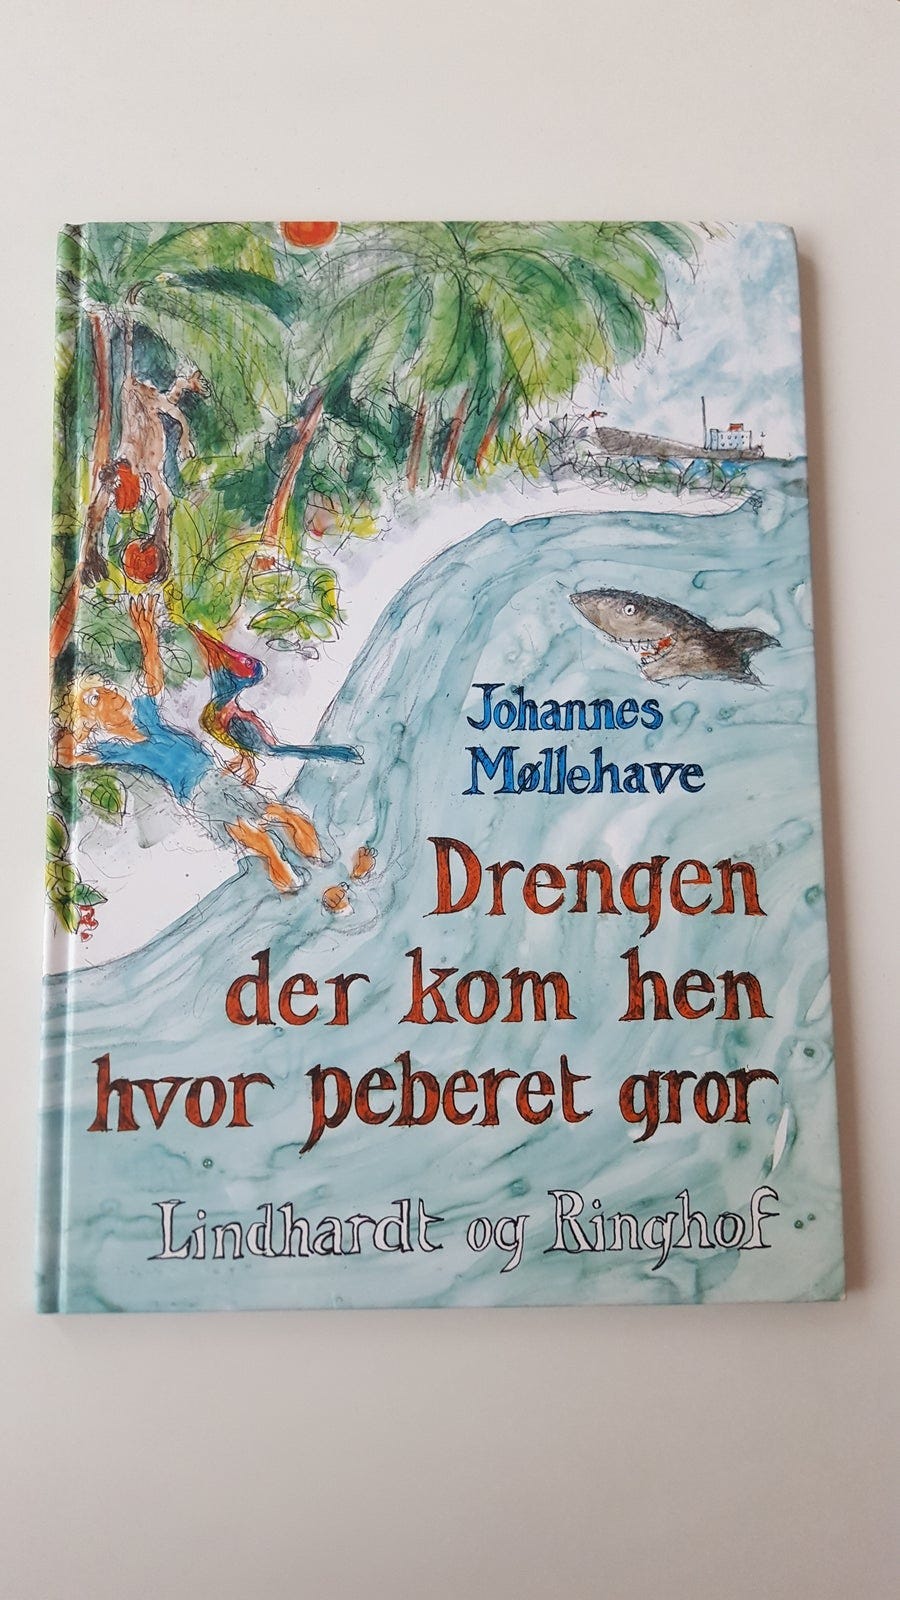 Johannes
Møllehave
Drengen
der kom hen
hvor peberet gror
Lindhardt og Ringhof